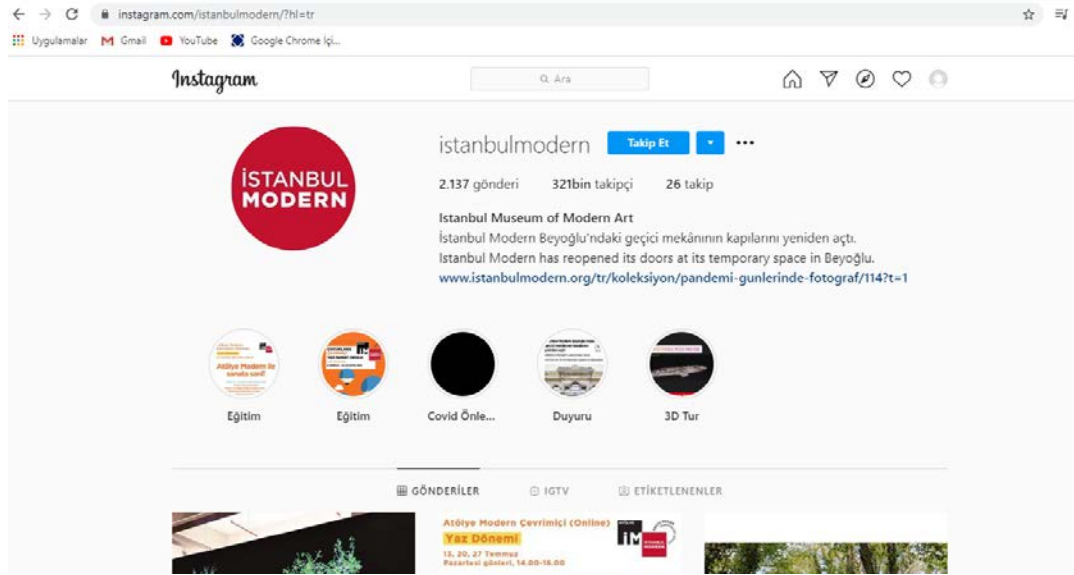 instagram.com/istanbulmodern/?hl=tr
Uygulamalar Gmail YouTube Google Chrome İçi...
Instagram
Ara
istanbulmodern Takip Et
İSTANBUL
MODERN
2.137 gönderi 321bin takipçi 26 takip
Istanbul Museum of Modern Art
İstanbul Modern Beyoğlu'ndaki geçici mekânının kapılarını yeniden açtı.
Istanbul Modern has reopened its doors at its temporary space in Beyoğlu.
www.istanbulmodern.org/tr/koleksiyon/pandemi-gunlerinde-fotograf/114?t=1
Atölye Modern ile
Eğitim Eğitim Covid Önle... Duyuru 3D Tur
GÖNDERİLER IGTV ETİKETLENENLER
Atölye Modern Çevrimiçi (Online)
Yaz Dönemi
13, 20, 27 Temmuz
Pazartesi günleri, 14.00-16.00
İM